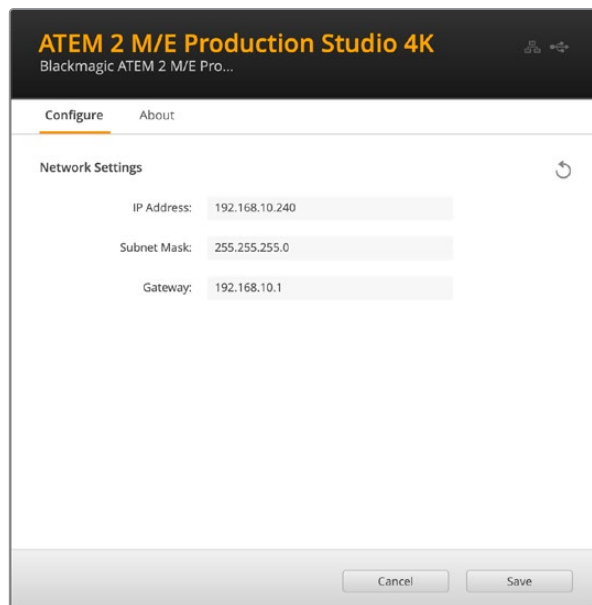 ATEM 2 M/E Production Studio 4K
Blackmagic ATEM 2 M/E Pro...
Configure About
Network Settings
IP Address: 192.168.10.240
Subnet Mask: 255.255.255.0
Gateway: 192.168.10.1
Cancel Save